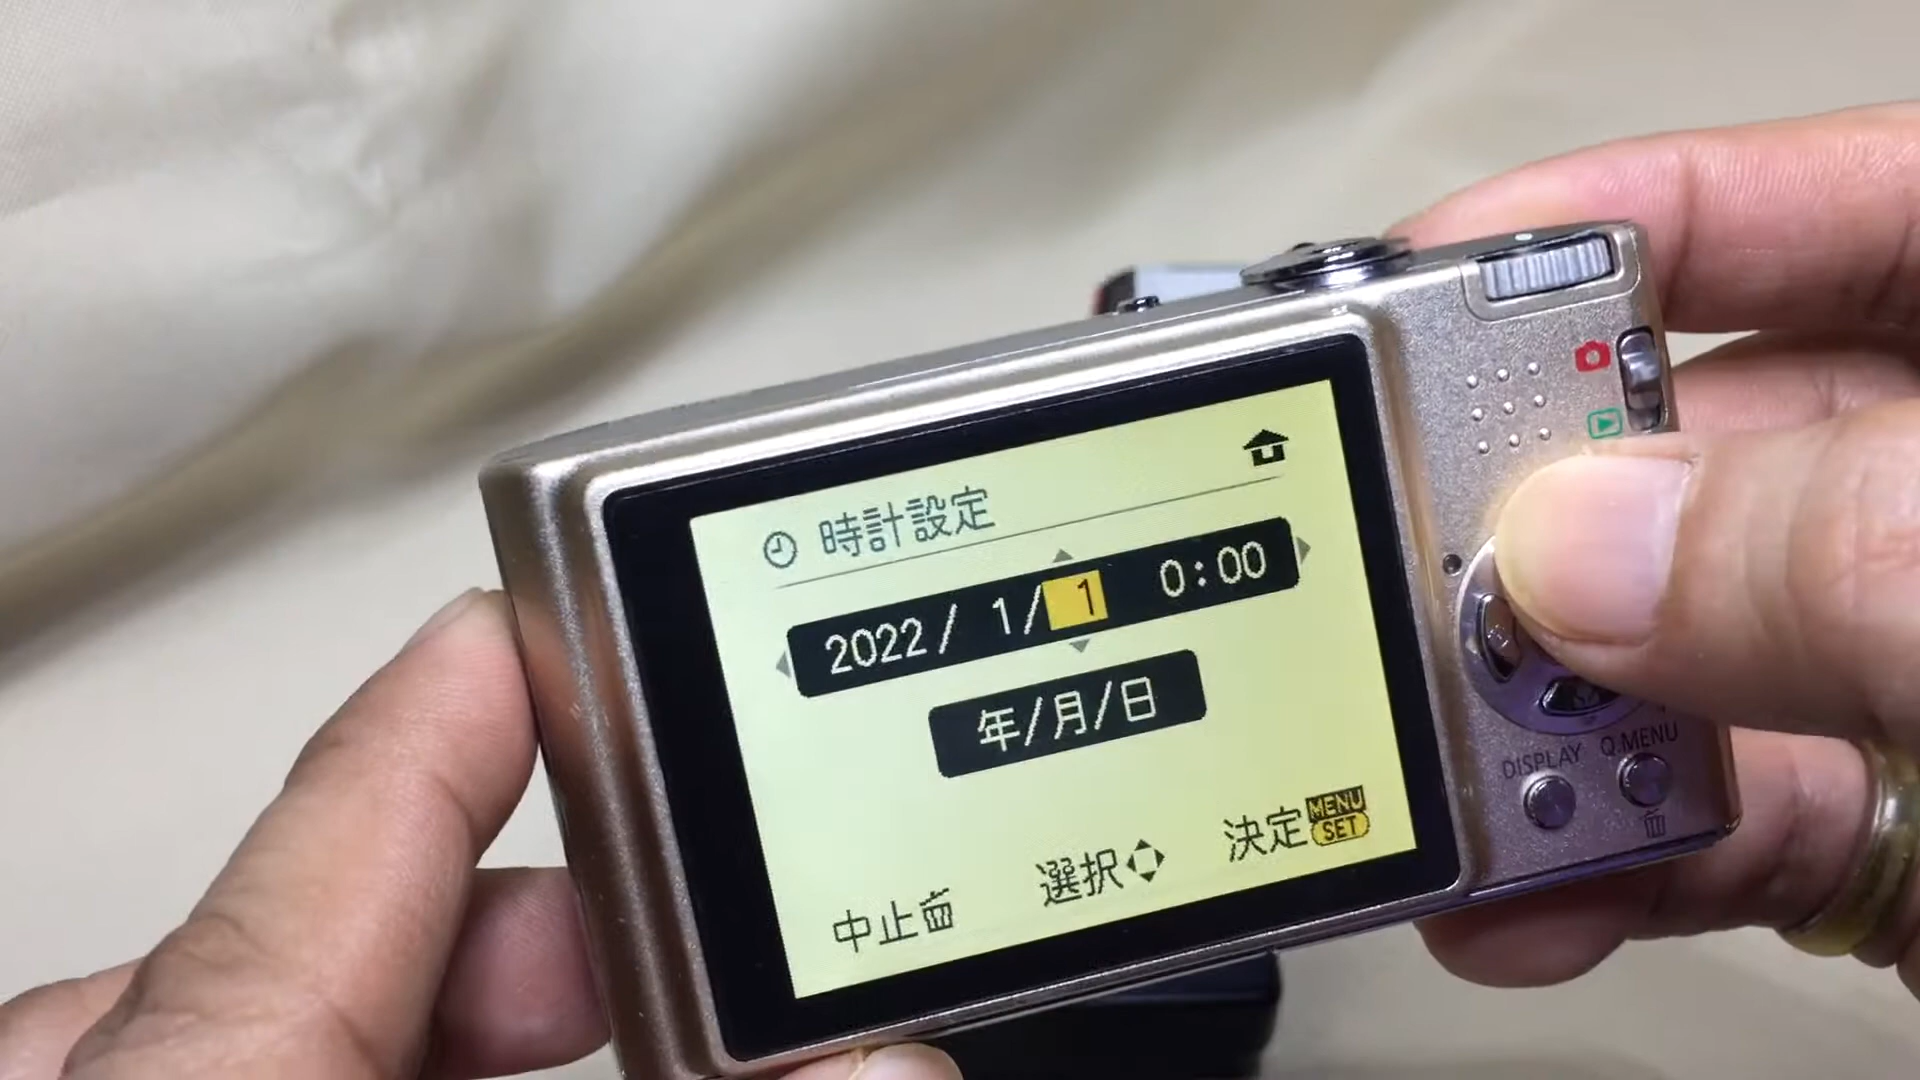 時計設定
2022/ 1/ 1 0:00
年/月/日
中止 選択 決定 MENU SET
DISPLAY Q.MENU